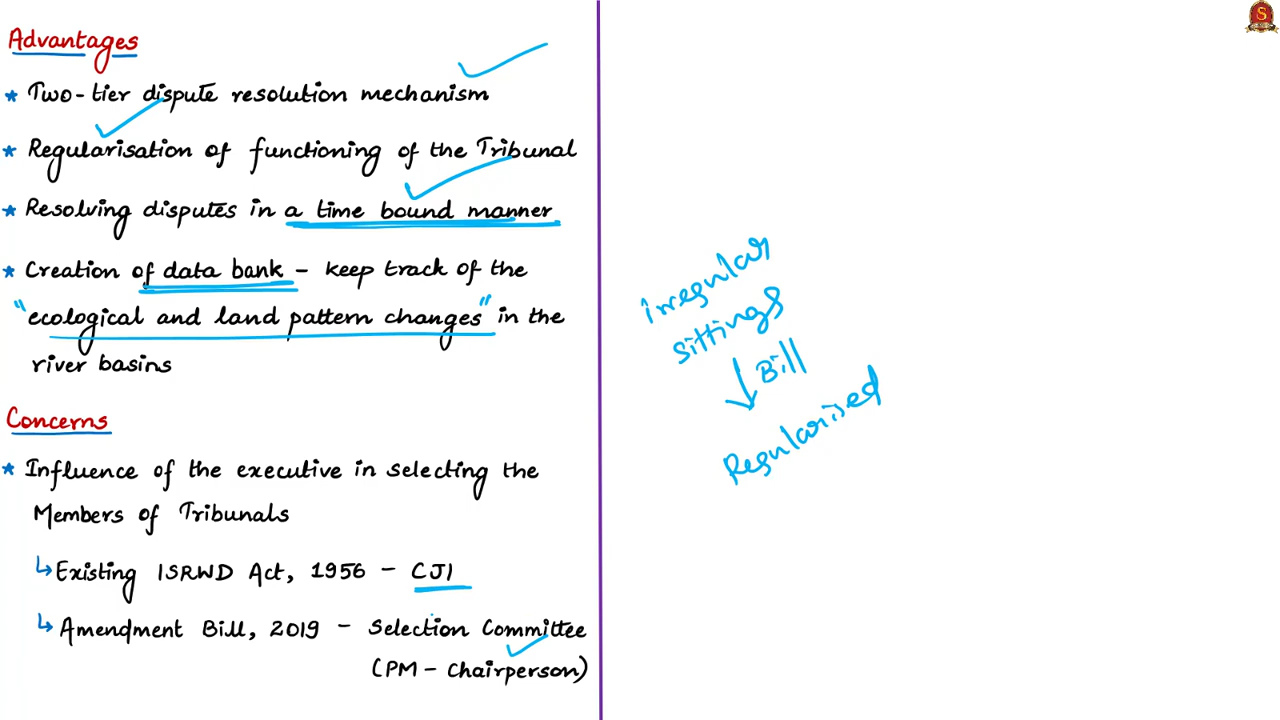 Advantages
* Two-tier dispute resolution mechanism
* Regularisation of functioning of the Tribunal
* Resolving disputes in a time bound manner
* Creation of data bank - keep track of the
"ecological and land pattern changes" in the
river basins
Concerns
* Influence of the executive in selecting the
Members of Tribunals
↳ Existing ISRWD Act, 1956 - CJI
↳ Amendment Bill, 2019 - Selection Committee
(PM - Chairperson)
irregular
sittings
↓ Bill
Regularised
S